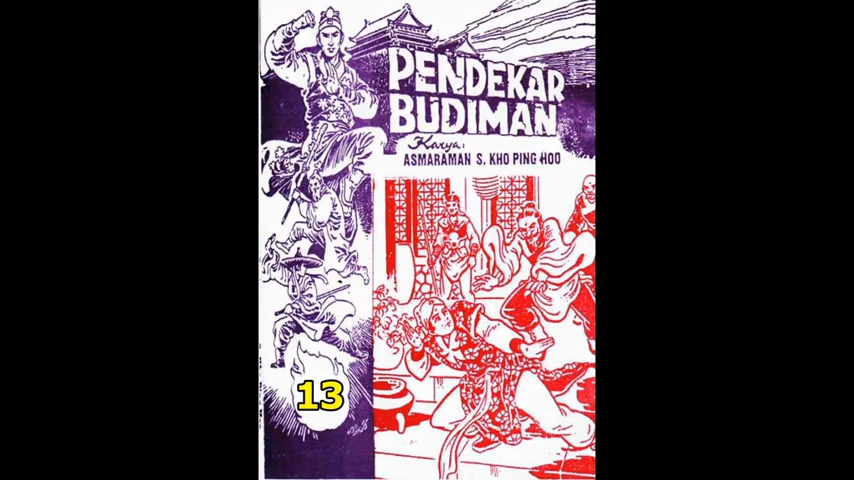 PENDEKAR
BUDIMAN
Karya:
ASMARAMAN S. KHO PING HOO
13